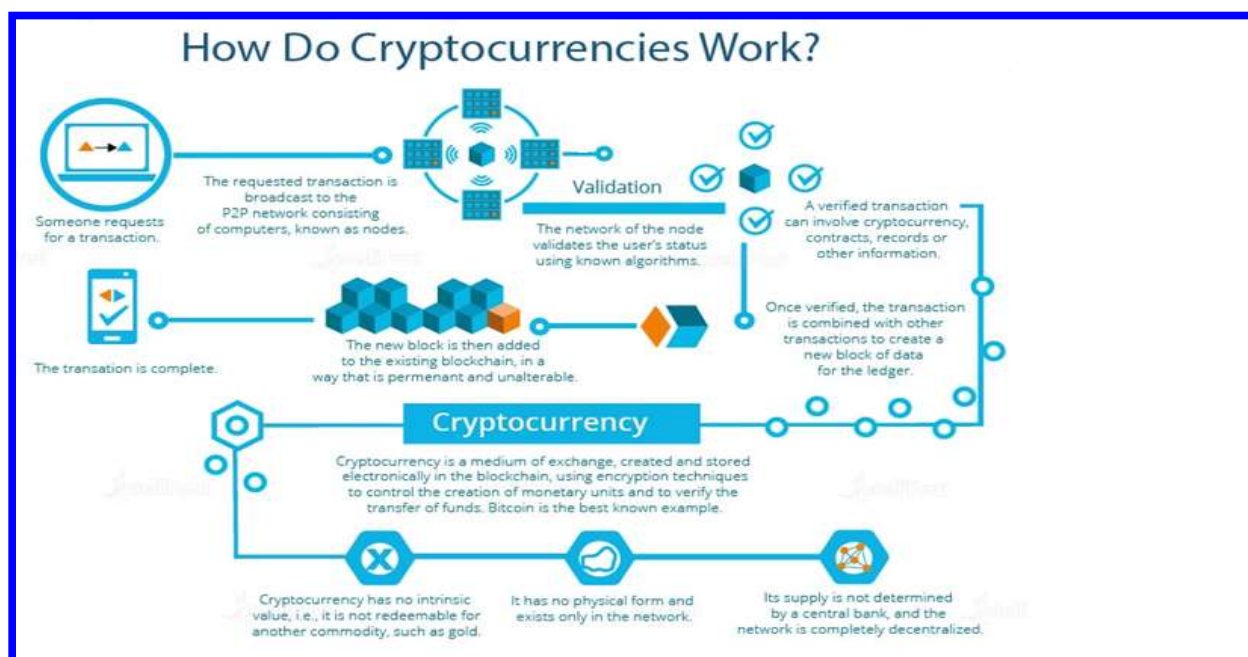 How Do Cryptocurrencies Work?
Someone requests
for a transaction.
The requested transaction is
broadcast to the
P2P network consisting
of computers, known as nodes.
Validation
The network of the node
validates the user's status
using known algorithms.
A verified transaction
can involve cryptocurrency,
contracts, records or
other information.
Once verified, the transaction
is combined with other
transactions to create a
new block of data
for the ledger.
The new block is then added
to the existing blockchain, in a
way that is permenant and unalterable.
The transation is complete.
Cryptocurrency
Cryptocurrency is a medium of exchange, created and stored
electronically in the blockchain, using encryption techniques
to control the creation of monetary units and to verify the
transfer of funds. Bitcoin is the best known example.
Cryptocurrency has no intrinsic
value, i.e., it is not redeemable for
another commodity, such as gold.
It has no physical form and
exists only in the network.
Its supply is not determined
by a central bank, and the
network is completely decentralized.